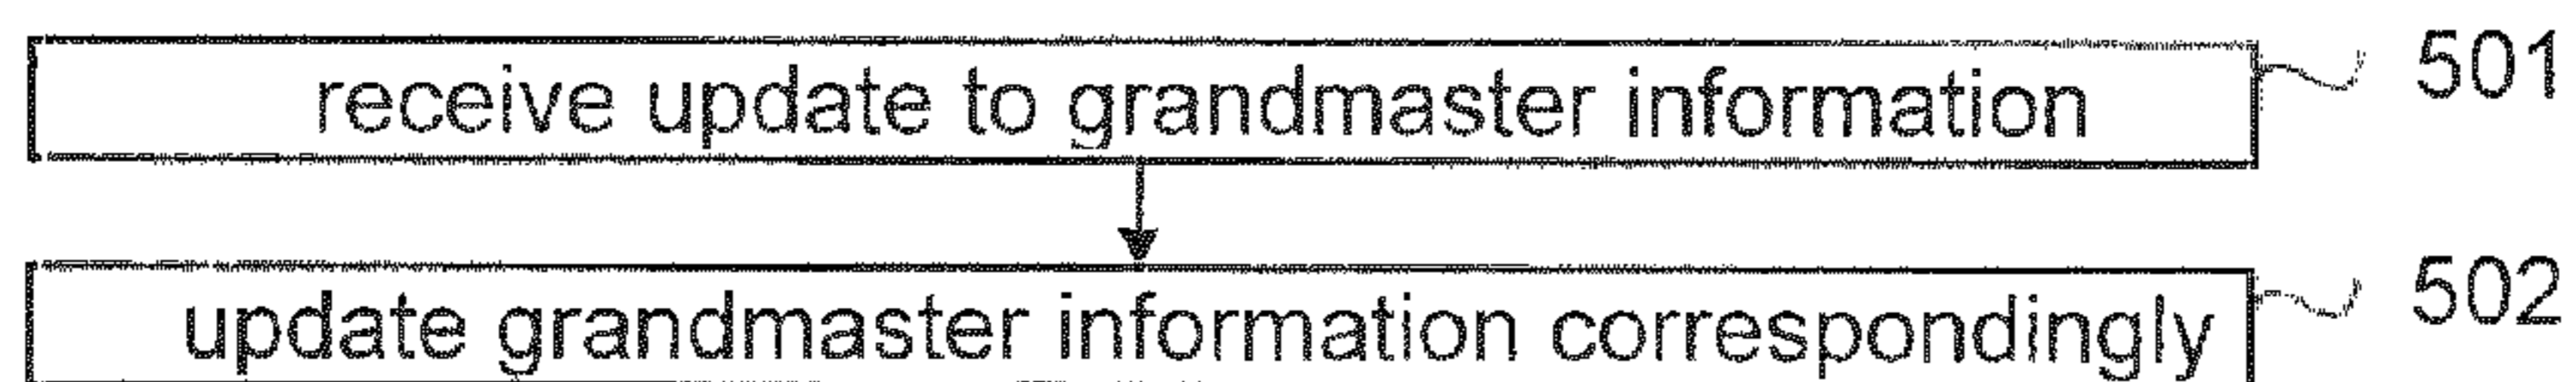 receive update to grandmaster information 501
update grandmaster information correspondingly 502